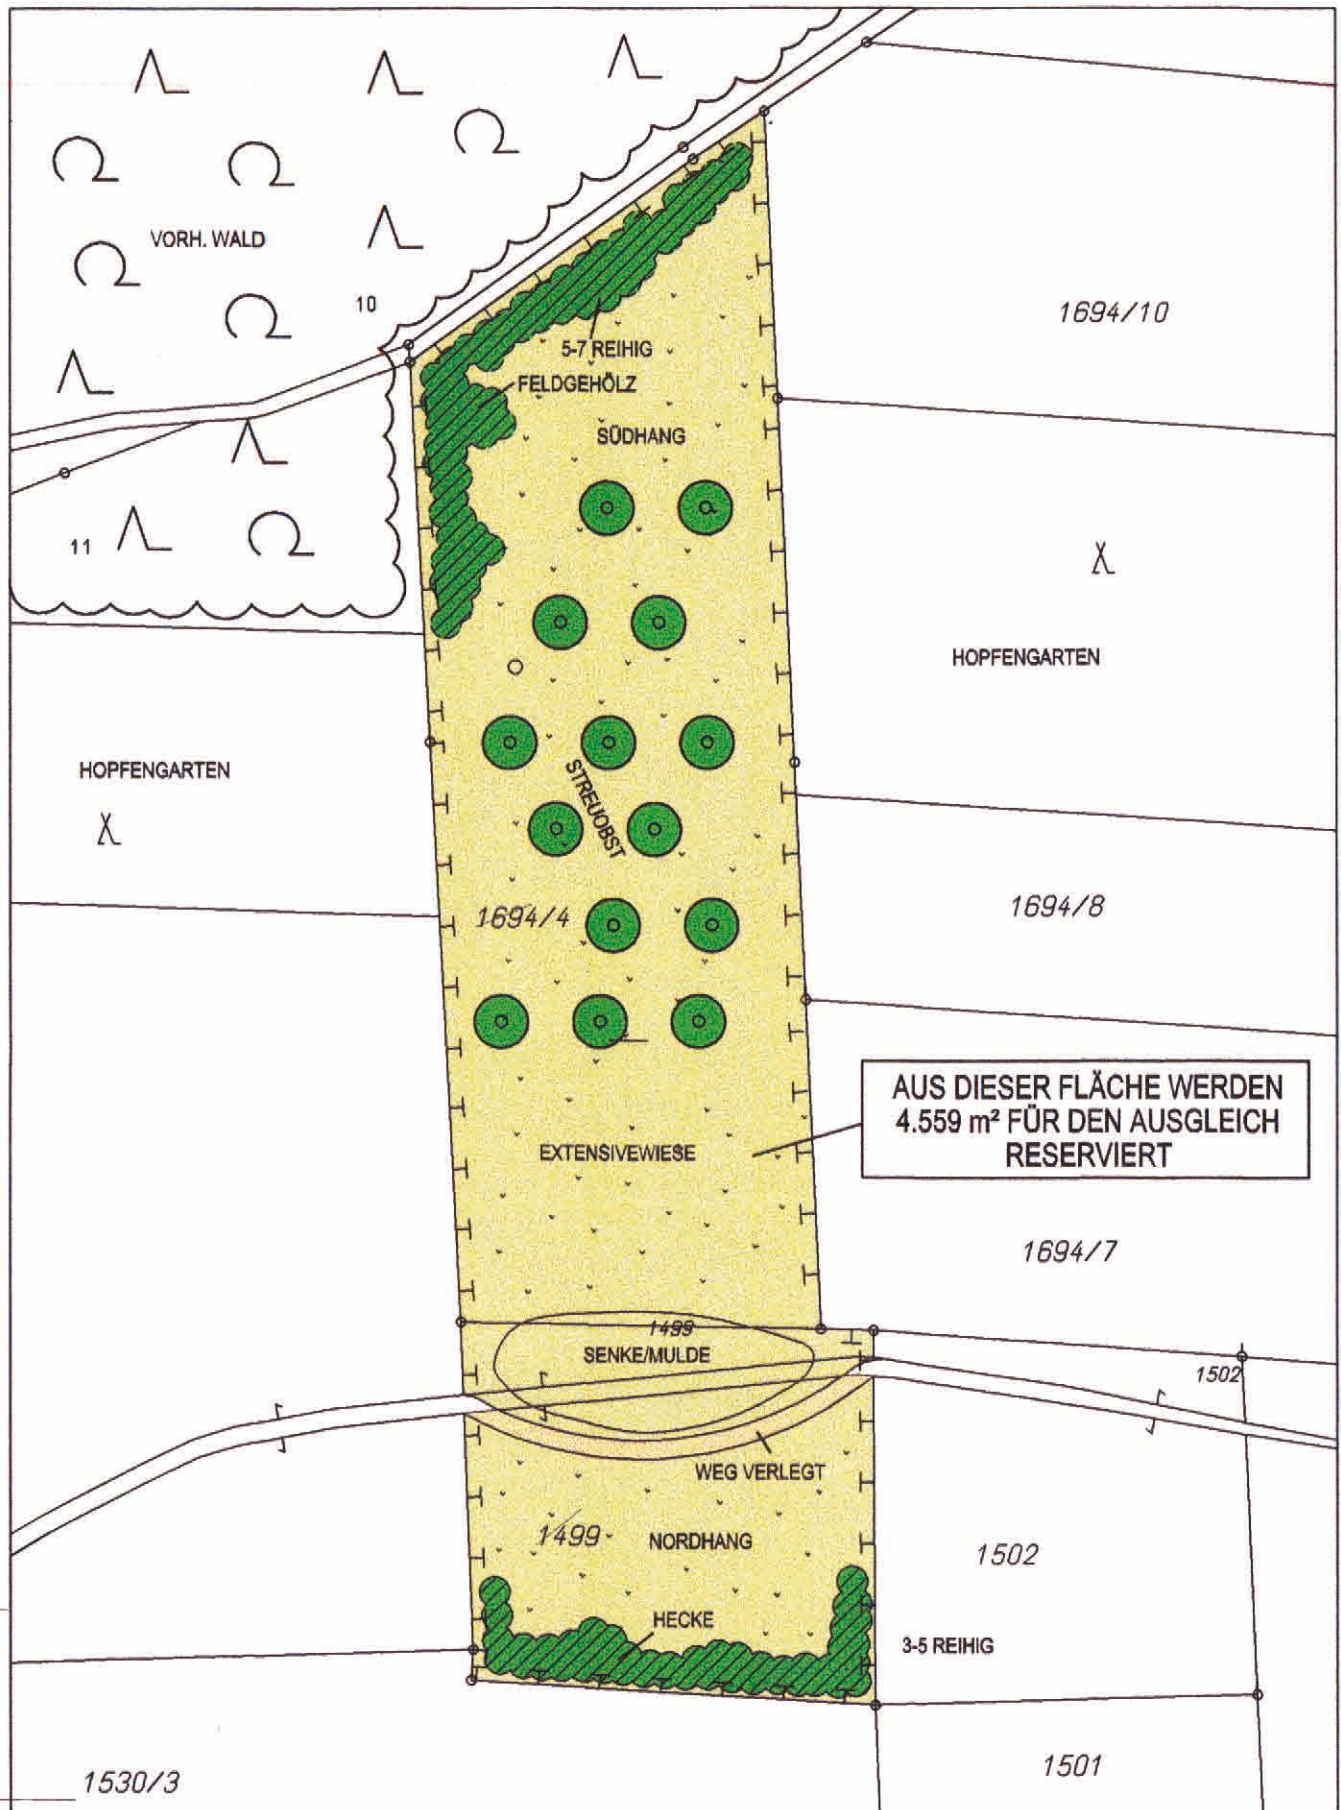 VORH. WALD
10
1694/10
5-7 REIHIG
FELDGEHÖLZ
SÜDHANG
11
HOPFENGARTEN
HOPFENGARTEN
STREUOBST
1694/4
1694/8
AUS DIESER FLÄCHE WERDEN
4.559 m² FÜR DEN AUSGLEICH
RESERVIERT
EXTENSIVEWIESE
1694/7
1499
SENKE/MULDE
1502
WEG VERLEGT
1499
NORDHANG
1502
HECKE
3-5 REIHIG
1501
1530/3